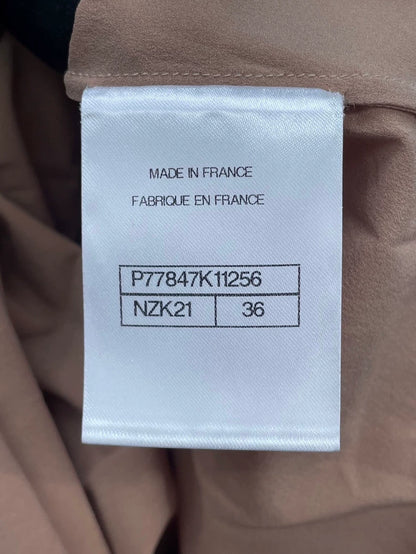 MADE IN FRANCE
FABRIQUE EN FRANCE
P77847K11256
NZK21 36